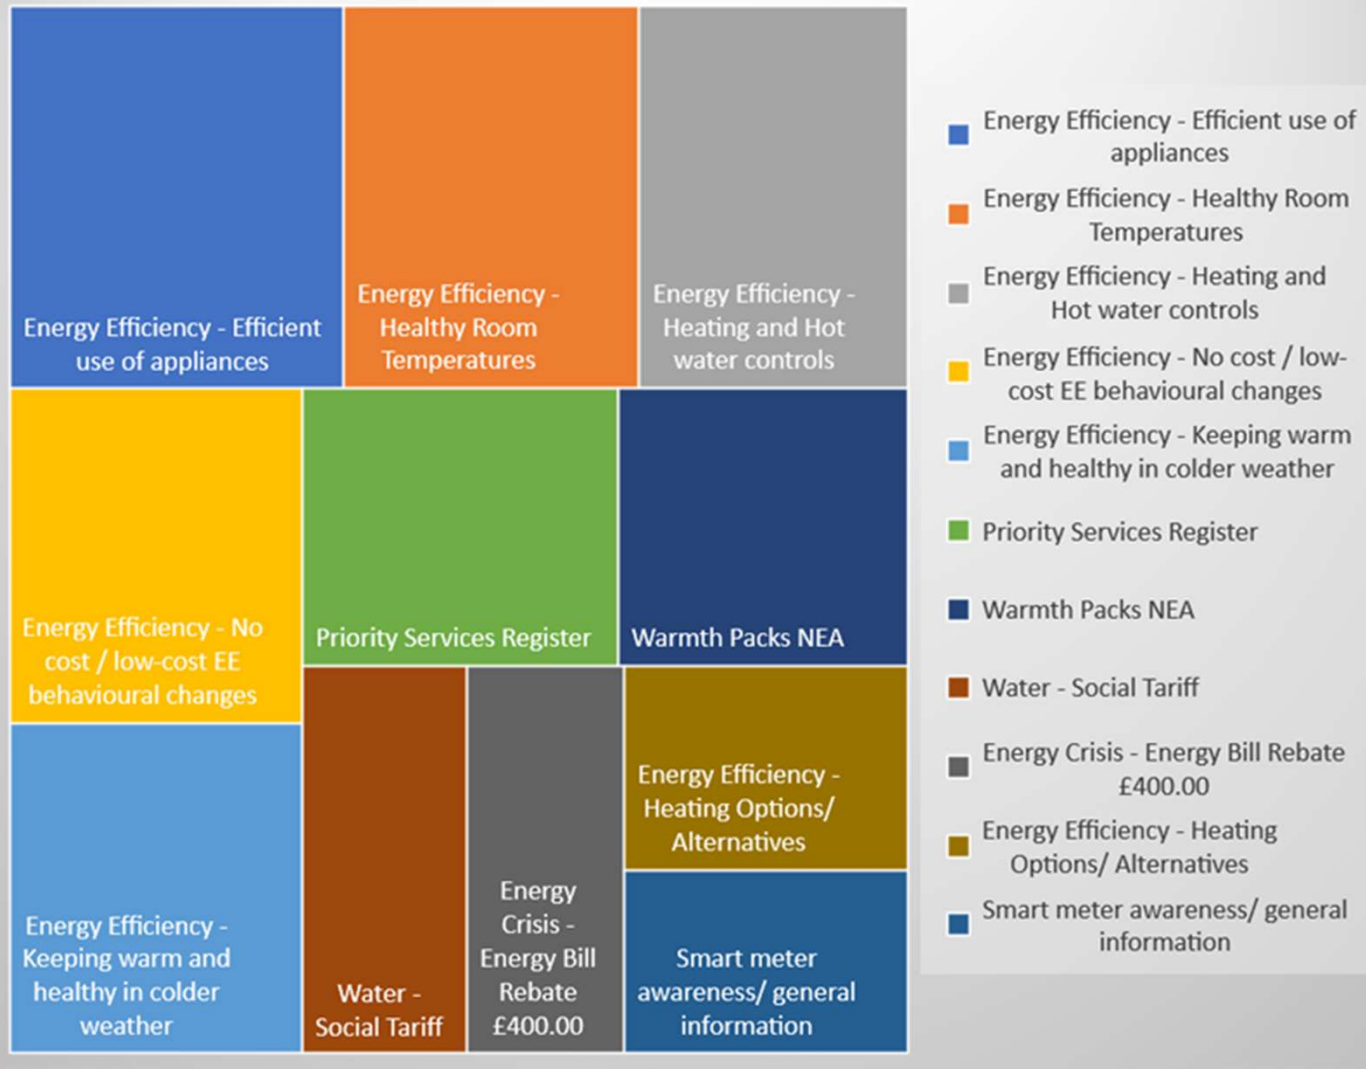 Energy Efficiency - Efficient
use of appliances
Energy Efficiency -
Healthy Room
Temperatures
Energy Efficiency -
Heating and Hot
water controls
Energy Efficiency - No
cost / low-cost EE
behavioural changes
Priority Services Register
Warmth Packs NEA
Energy Efficiency -
Keeping warm and
healthy in colder
weather
Water -
Social Tariff
Energy
Crisis -
Energy Bill
Rebate
£400.00
Energy Efficiency -
Heating Options/
Alternatives
Smart meter
awareness/ general
information
Energy Efficiency - Efficient use of
appliances
Energy Efficiency - Healthy Room
Temperatures
Energy Efficiency - Heating and
Hot water controls
Energy Efficiency - No cost / low-
cost EE behavioural changes
Energy Efficiency - Keeping warm
and healthy in colder weather
Priority Services Register
Warmth Packs NEA
Water - Social Tariff
Energy Crisis - Energy Bill Rebate
£400.00
Energy Efficiency - Heating
Options/ Alternatives
Smart meter awareness/ general
information